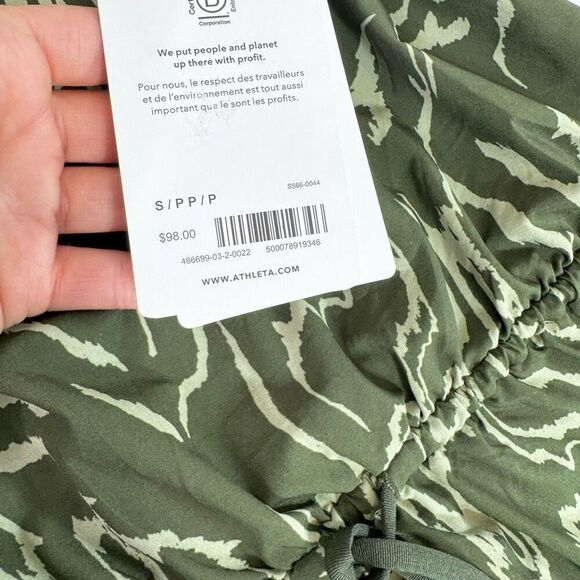 Cert
B
Corporation
We put people and planet
up there with profit.
Pour nous, le respect des travailleurs
et de l'environnement est tout aussi
important que le sont les profits.
S566-0044
S/PP/P
$98.00
486699-03-2-0022 500078919346
WWW.ATHLETA.COM